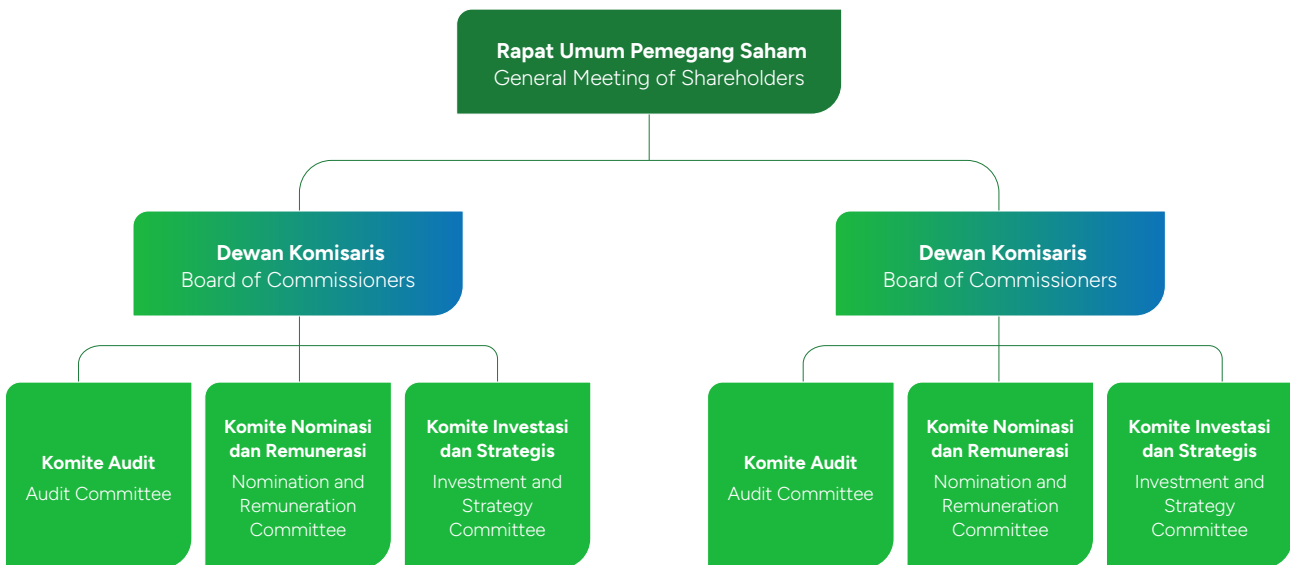 Rapat Umum Pemegang Saham
General Meeting of Shareholders
Dewan Komisaris
Board of Commissioners
Dewan Komisaris
Board of Commissioners
Komite Audit
Audit Committee
Komite Nominasi
dan Remunerasi
Nomination and
Remuneration
Committee
Komite Investasi
dan Strategis
Investment and
Strategy
Committee
Komite Audit
Audit Committee
Komite Nominasi
dan Remunerasi
Nomination and
Remuneration
Committee
Komite Investasi
dan Strategis
Investment and
Strategy
Committee